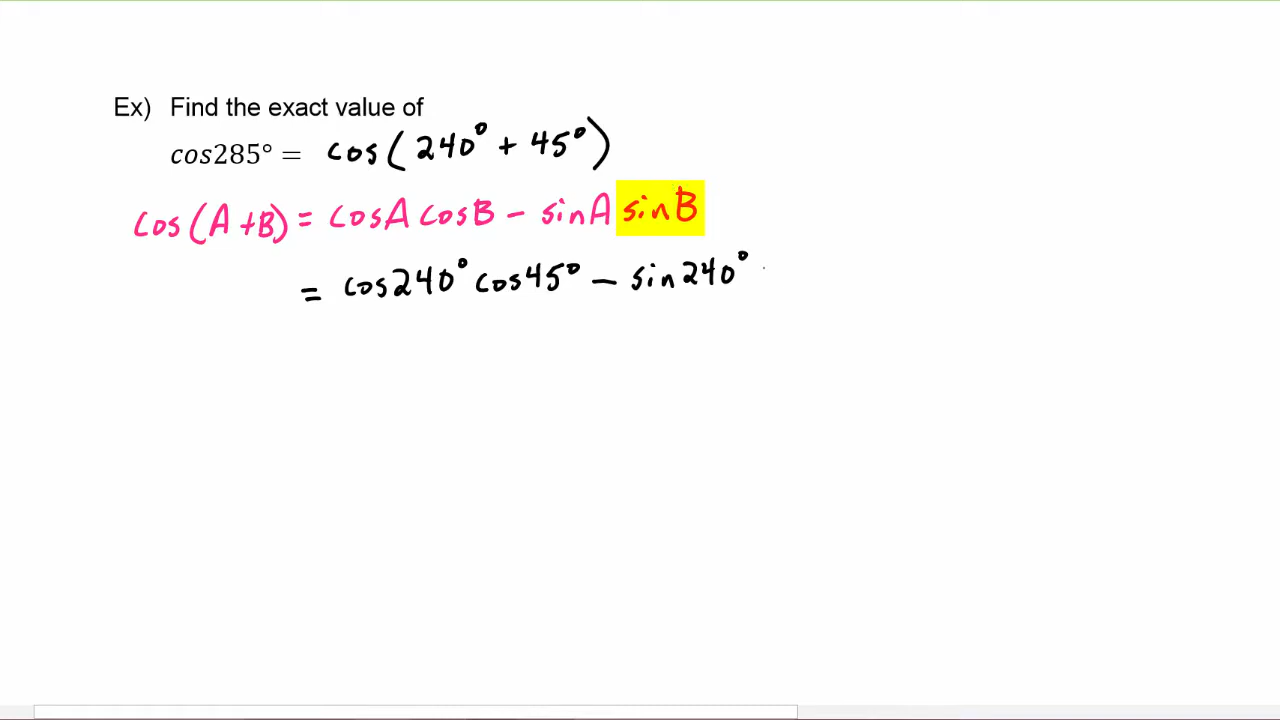 Ex) Find the exact value of
cos285° = cos(240° + 45°)
cos(A+B) = cosA cosB − sinA sinB
= cos240° cos45° − sin240°